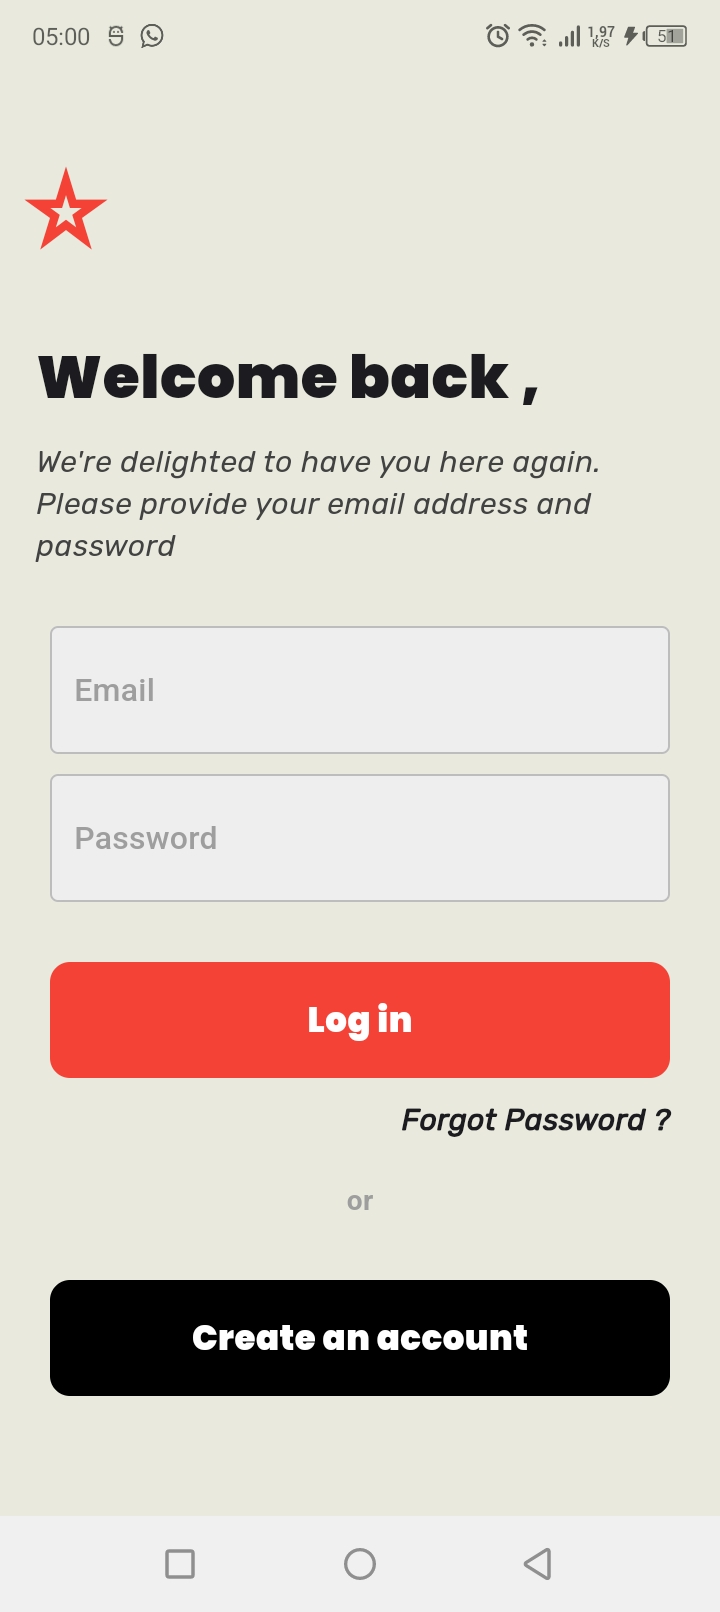 05:00
1,97
K/S
51
Welcome back ,
We're delighted to have you here again.
Please provide your email address and
password
Email
Password
Log in
Forgot Password ?
or
Create an account